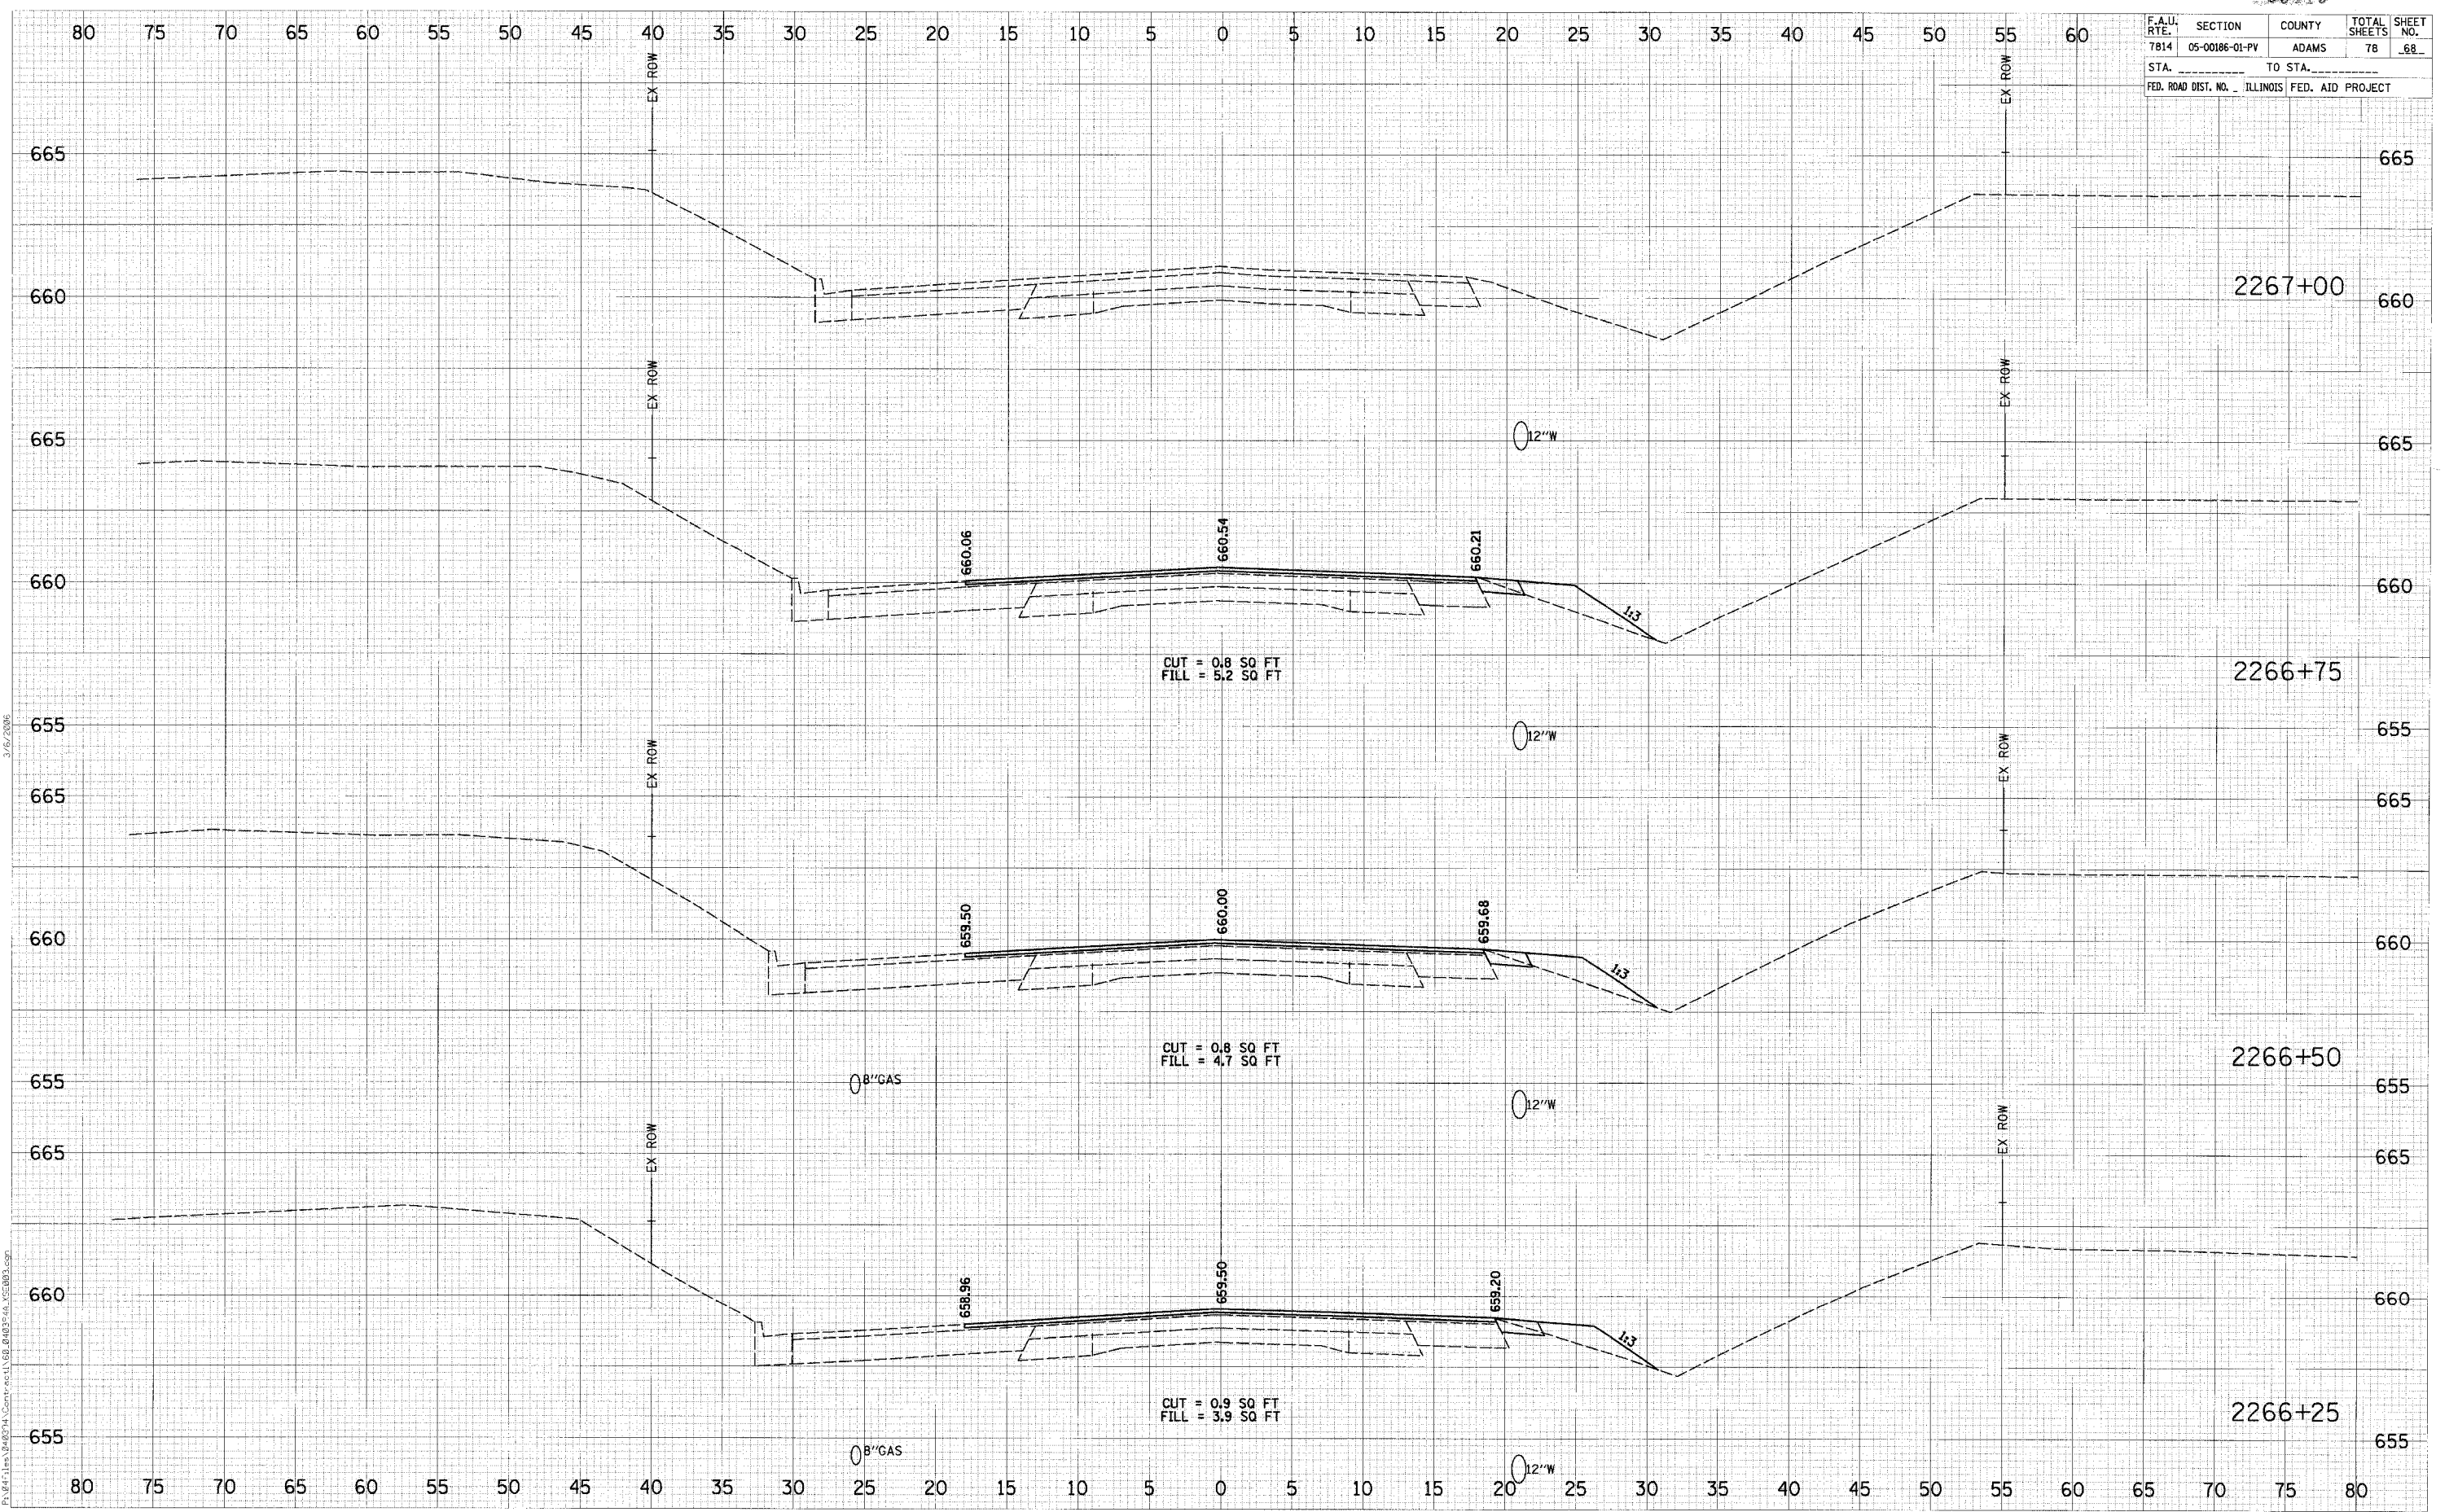 80 75 70 65 60 55 50 45 40 35 30 25 20 15 10 5 0 5 10 15 20 25 30 35 40 45 50 55 60
F.A.U. RTE. SECTION COUNTY TOTAL SHEETS SHEET NO.
7814 05-00186-01-PV ADAMS 78 68
STA. TO STA.
FED. ROAD DIST. NO. ILLINOIS FED. AID PROJECT
EX ROW EX ROW
665 665
2267+00
660 660
EX ROW EX ROW
665 12"W 665
660.06 660.54 660.21
660 660
1:3
CUT = 0.8 SQ FT
FILL = 5.2 SQ FT
2266+75
655 12"W 655
3/6/2006
EX ROW EX ROW
665 665
659.50 660.00 659.68
660 660
1:3
CUT = 0.8 SQ FT
FILL = 4.7 SQ FT
2266+50
655 8"GAS 655
12"W
EX ROW EX ROW
665 665
658.96 659.50 659.20
660 660
1:3
CUT = 0.9 SQ FT
FILL = 3.9 SQ FT
2266+25
655 655
8"GAS
12"W
80 75 70 65 60 55 50 45 40 35 30 25 20 15 10 5 0 5 10 15 20 25 30 35 40 45 50 55 60 65 70 75 80